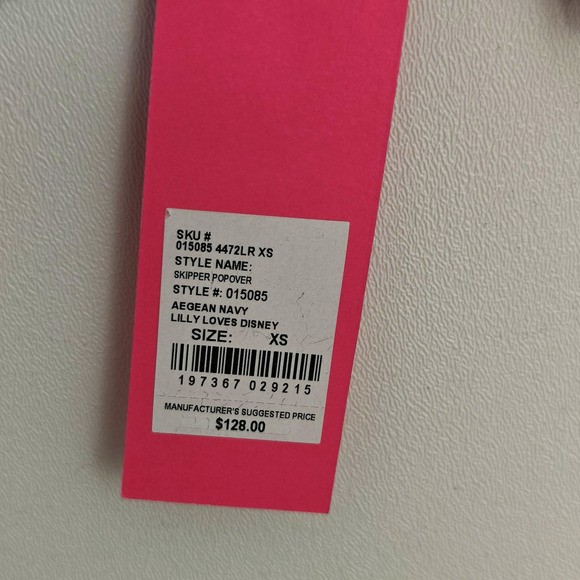 SKU #
015085 4472LR XS
STYLE NAME:
SKIPPER POPOVER
STYLE #: 015085
AEGEAN NAVY
LILLY LOVES DISNEY
SIZE: XS
197367 029215
MANUFACTURER'S SUGGESTED PRICE
$128.00